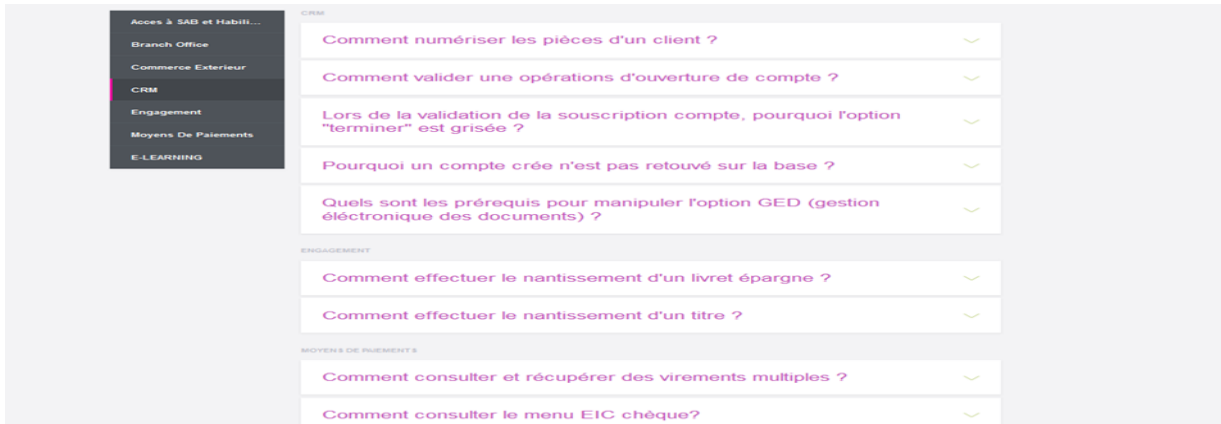 Acces à SAB et Habili...
Branch Office
Commerce Exterieur
CRM
Engagement
Moyens De Paiements
E-LEARNING
CRM
Comment numériser les pièces d'un client ?
Comment valider une opérations d'ouverture de compte ?
Lors de la validation de la souscription compte, pourquoi l'option
"terminer" est grisée ?
Pourquoi un compte crée n'est pas retouvé sur la base ?
Quels sont les prérequis pour manipuler l'option GED (gestion
éléctronique des documents) ?
ENGAGEMENT
Comment effectuer le nantissement d'un livret épargne ?
Comment effectuer le nantissement d'un titre ?
MOYENS DE PAIEMENTS
Comment consulter et récupérer des virements multiples ?
Comment consulter le menu EIC chèque?